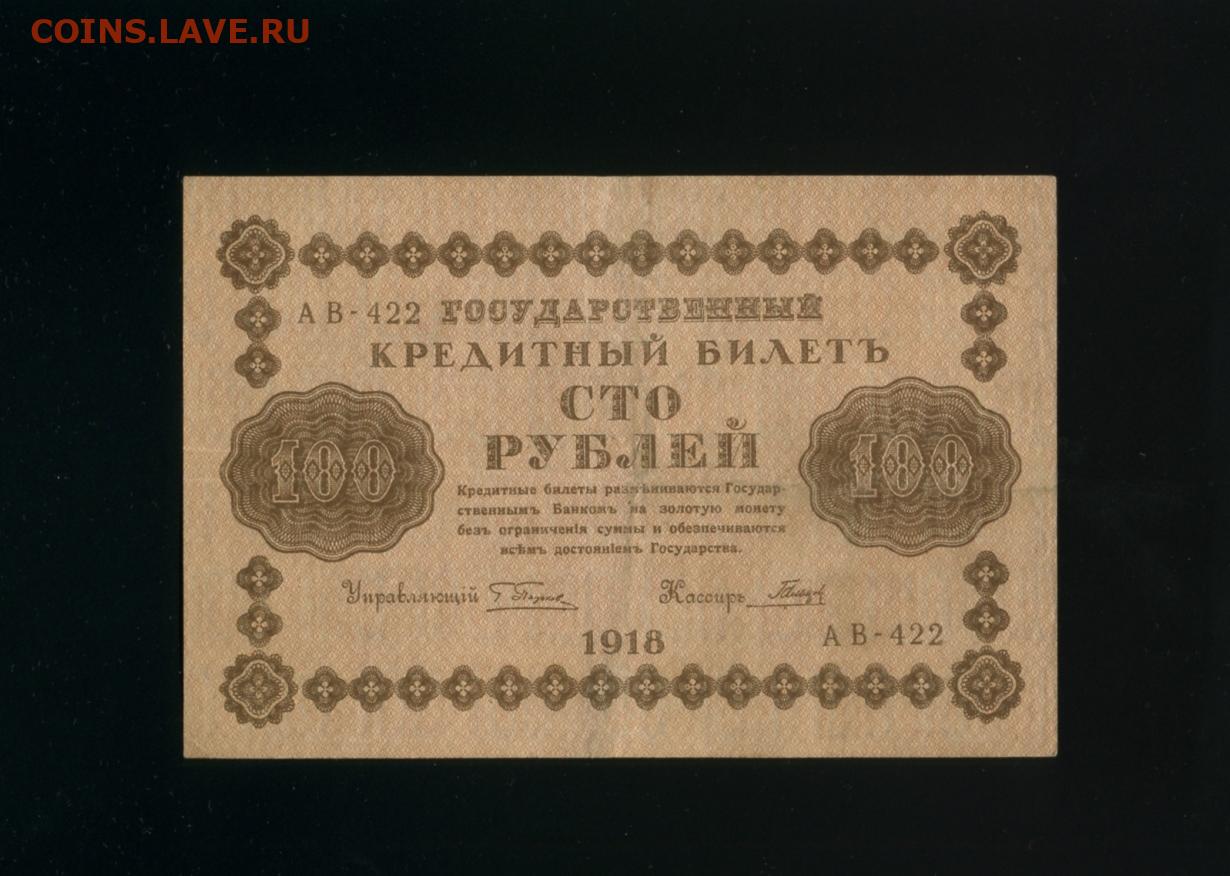 COINS.LAVE.RU
АВ-422 ГОСУДАРСТВЕННЫЙ
КРЕДИТНЫЙ БИЛЕТЪ
СТО
РУБЛЕЙ
100 100
Кредитные билеты размѣниваются Государ-
ственнымъ Банкомъ на золотую монету
безъ ограниченія суммы и обезпечиваются
всѣмъ достояніемъ Государства.
Управляющій Кассиръ
1918 АВ-422